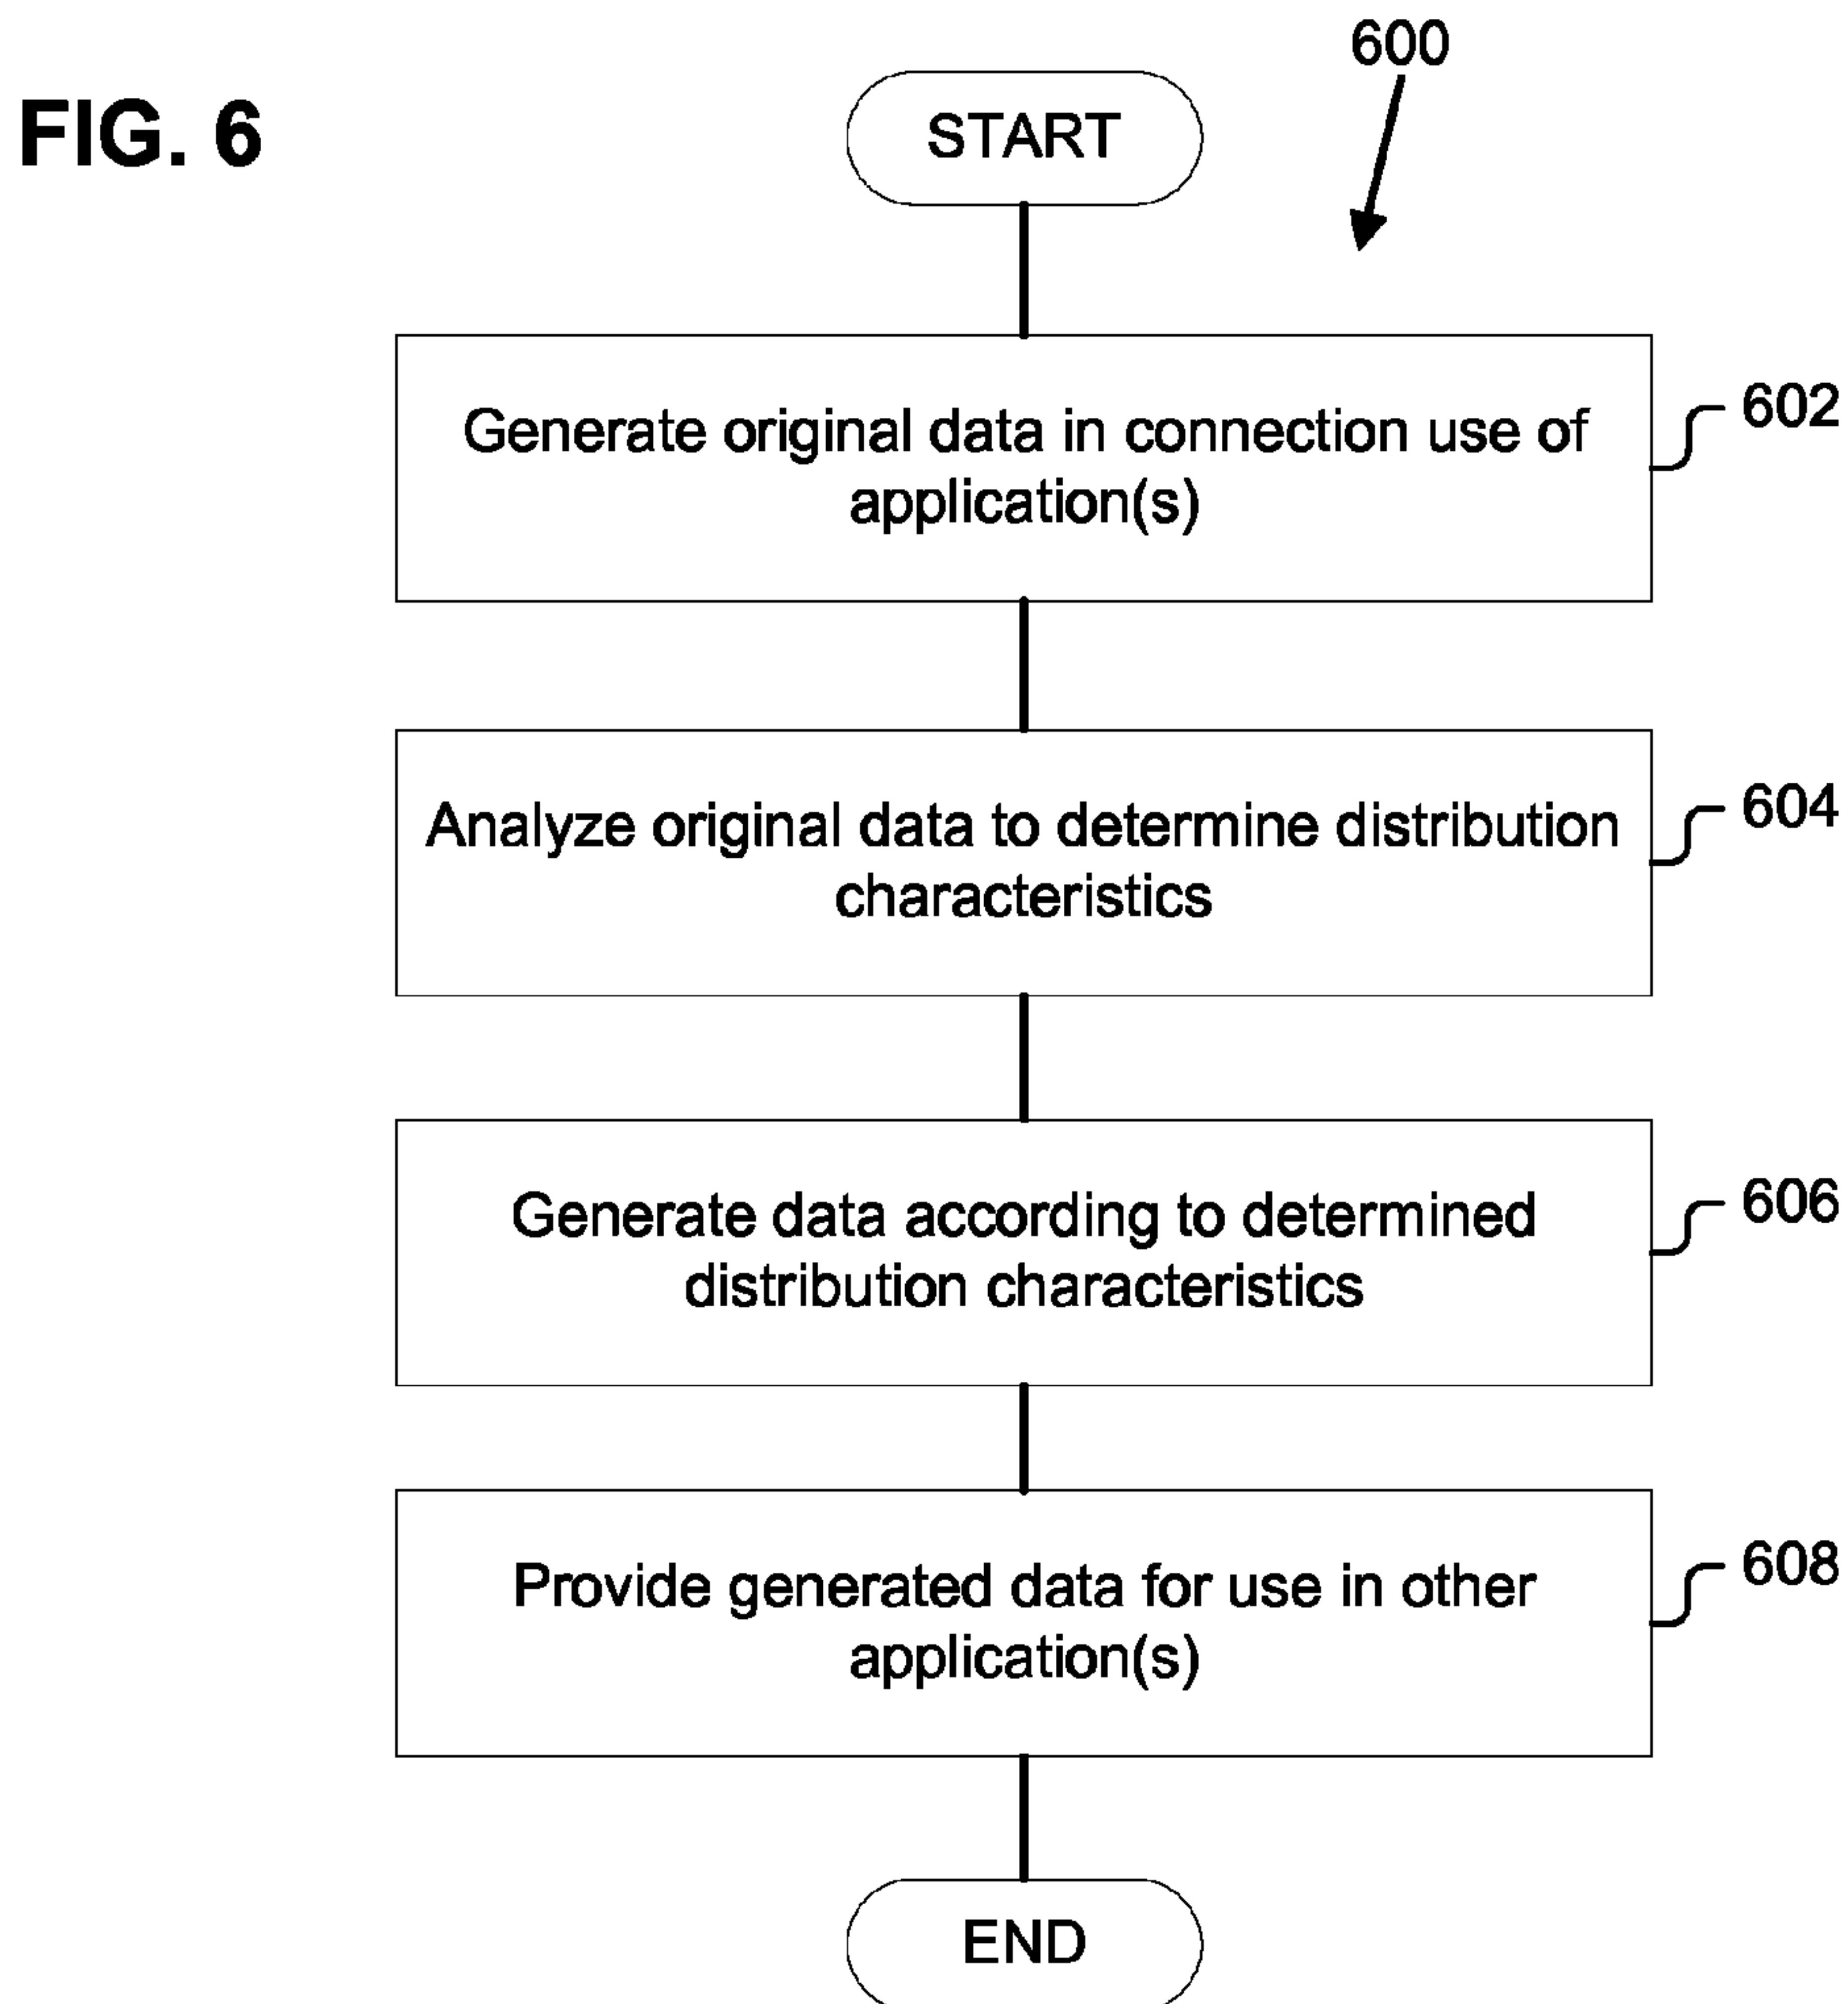 600
FIG. 6
START
Generate original data in connection use of
application(s)
602
Analyze original data to determine distribution
characteristics
604
Generate data according to determined
distribution characteristics
606
Provide generated data for use in other
application(s)
608
END